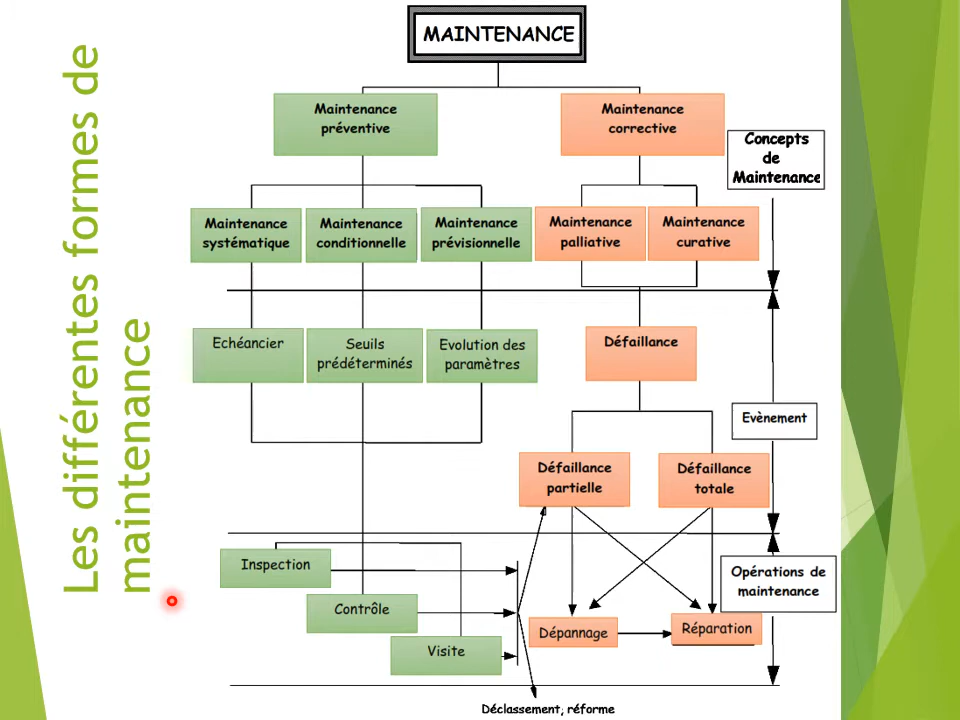 Les différentes formes de
maintenance
MAINTENANCE
Maintenance
préventive
Maintenance
corrective
Concepts
de
Maintenance
Maintenance
systématique
Maintenance
conditionnelle
Maintenance
prévisionnelle
Maintenance
palliative
Maintenance
curative
Echéancier
Seuils
prédéterminés
Evolution des
paramètres
Défaillance
Evènement
Défaillance
partielle
Défaillance
totale
Inspection
Contrôle
Visite
Opérations de
maintenance
Dépannage
Réparation
Déclassement, réforme